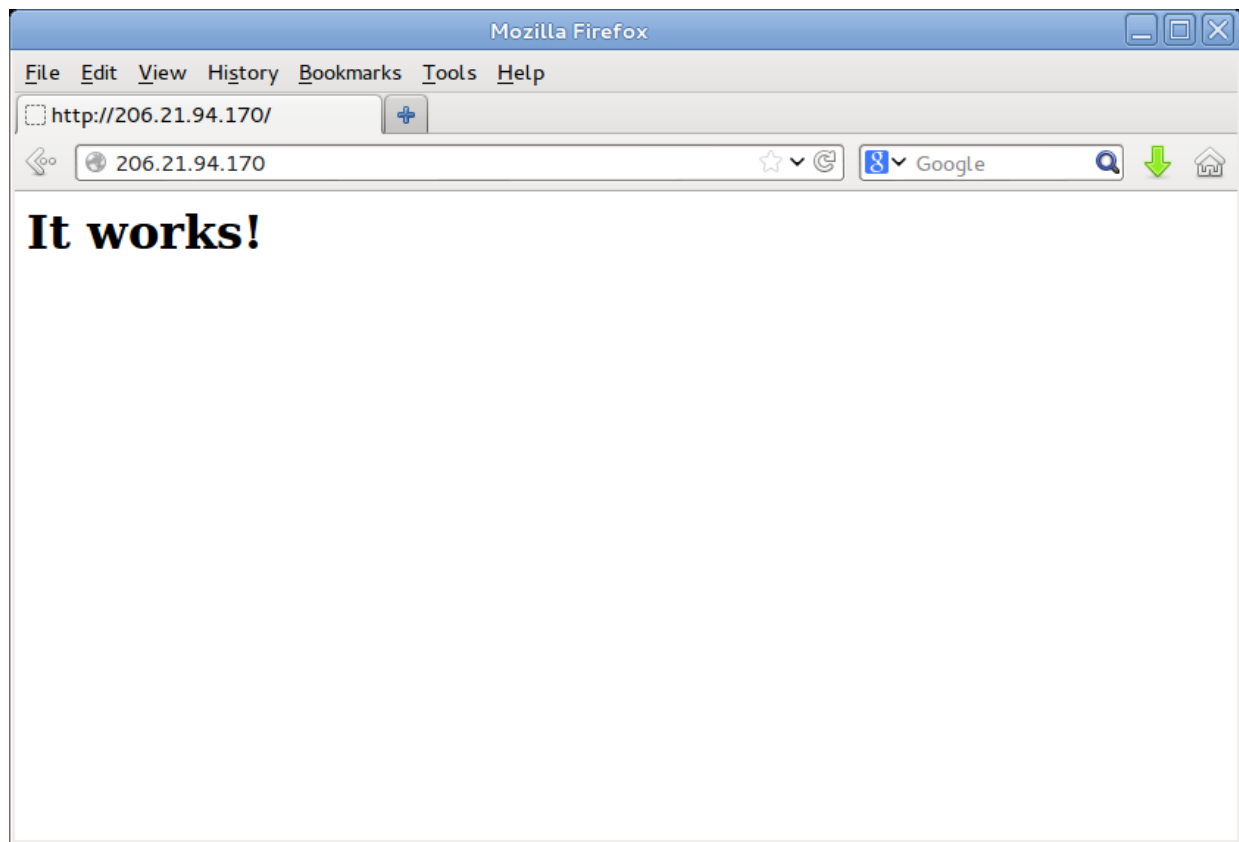 Mozilla Firefox
File Edit View History Bookmarks Tools Help
http://206.21.94.170/
206.21.94.170 8 Google
It works!